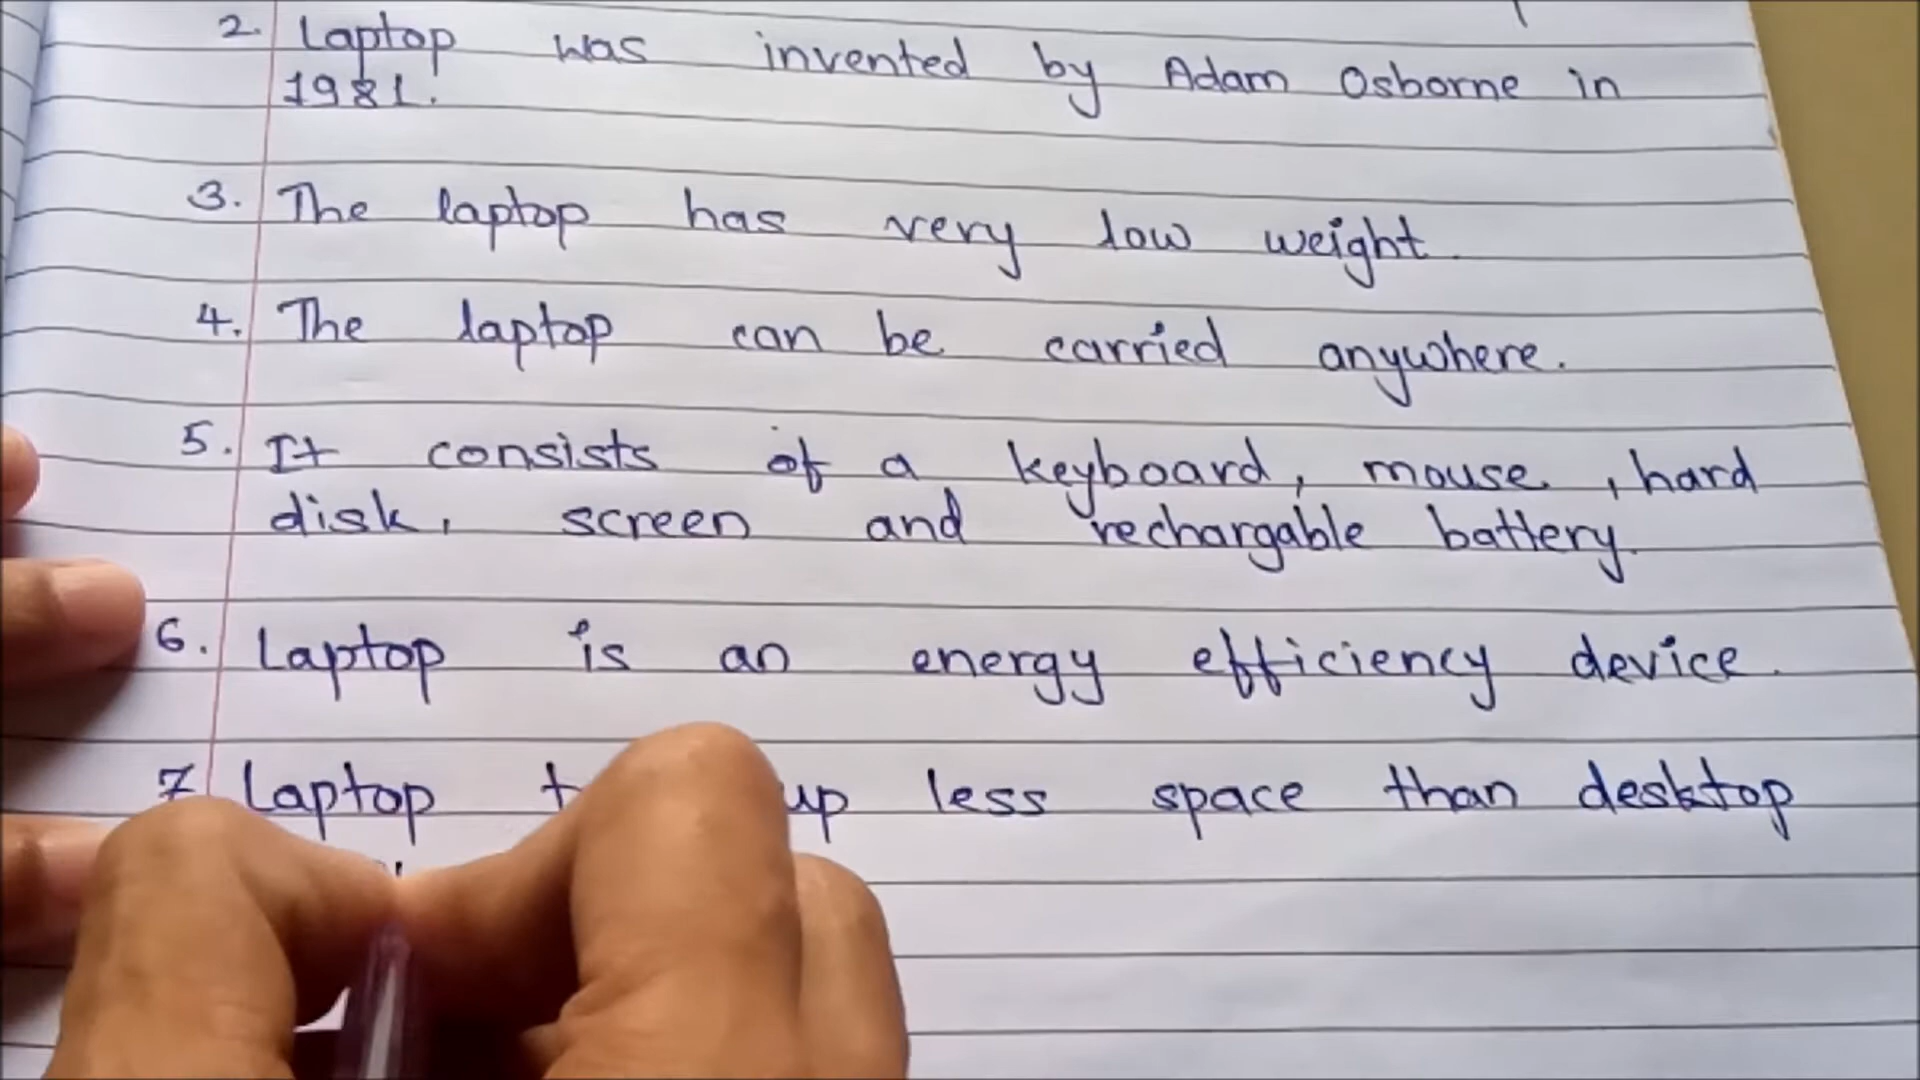 2. Laptop was invented by Adam Osborne in
1981.
3. The laptop has very low weight.
4. The laptop can be carried anywhere.
5. It consists of a keyboard, mouse, hard
disk, screen and rechargable battery.
6. Laptop is an energy efficiency device.
7 Laptop up less space than desktop